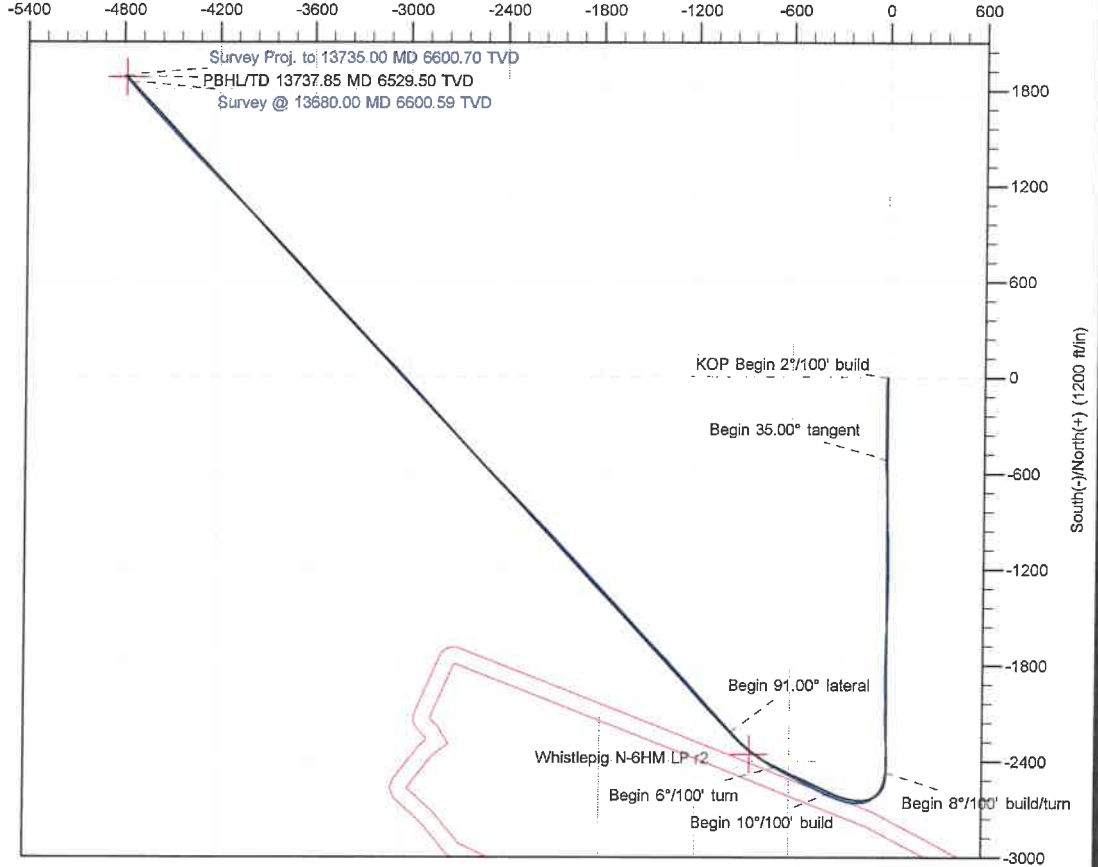 -5400 -4800 -4200 -3600 -3000 -2400 -1800 -1200 -600 0 600
Survey Proj. to 13735.00 MD 6600.70 TVD
PBHL/TD 13737.85 MD 6529.50 TVD
Survey @ 13680.00 MD 6600.59 TVD
1800
1200
600
KOP Begin 2°/100' build
0
Begin 35.00° tangent
-600
South(-)/North(+) (1200 ft/in)
-1200
-1800
Begin 91.00° lateral
Whistlepig N-6HM LP r2
-2400
Begin 6°/100' turn
Begin 8°/100' build/turn
Begin 10°/100' build
-3000